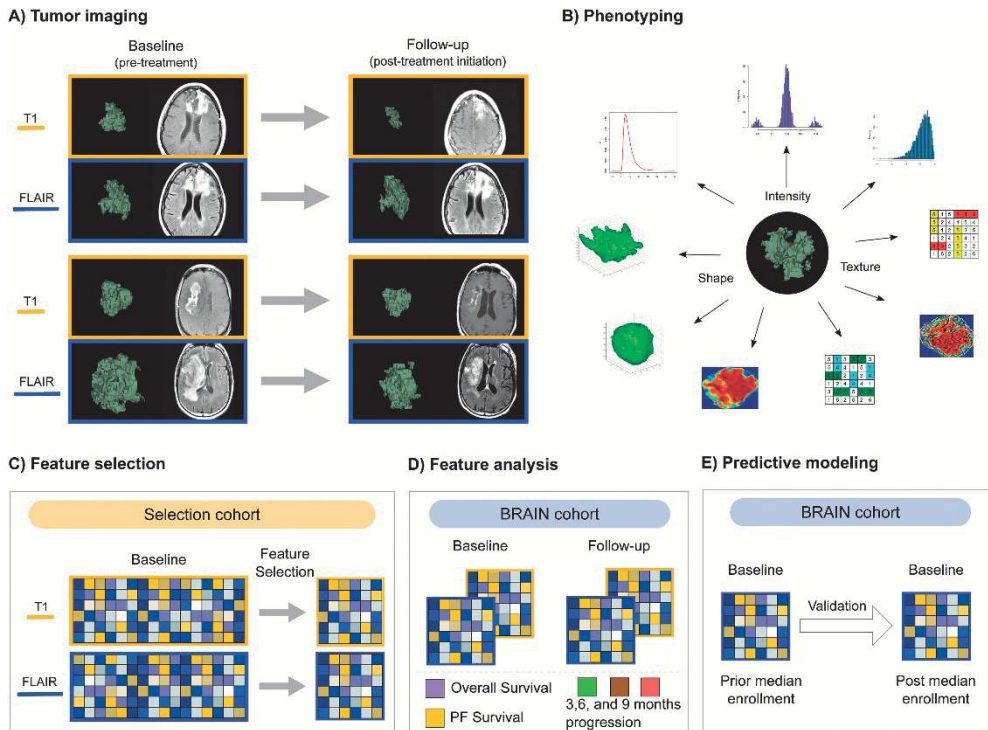 A) Tumor imaging
Baseline
(pre-treatment)
Follow-up
(post-treatment initiation)
T1
FLAIR
T1
FLAIR
B) Phenotyping
Intensity
Shape
Texture
C) Feature selection
Selection cohort
Baseline
Feature
Selection
T1
FLAIR
D) Feature analysis
BRAIN cohort
Baseline
Follow-up
Overall Survival
PF Survival
3,6, and 9 months
progression
E) Predictive modeling
BRAIN cohort
Baseline
Baseline
Validation
Prior median
enrollment
Post median
enrollment